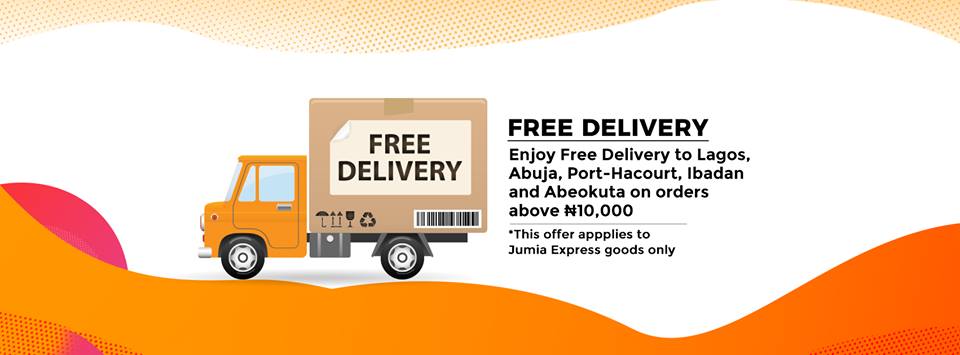 FREE
DELIVERY
FREE DELIVERY
Enjoy Free Delivery to Lagos,
Abuja, Port-Hacourt, Ibadan
and Abeokuta on orders
above ₦10,000
*This offer appplies to
Jumia Express goods only